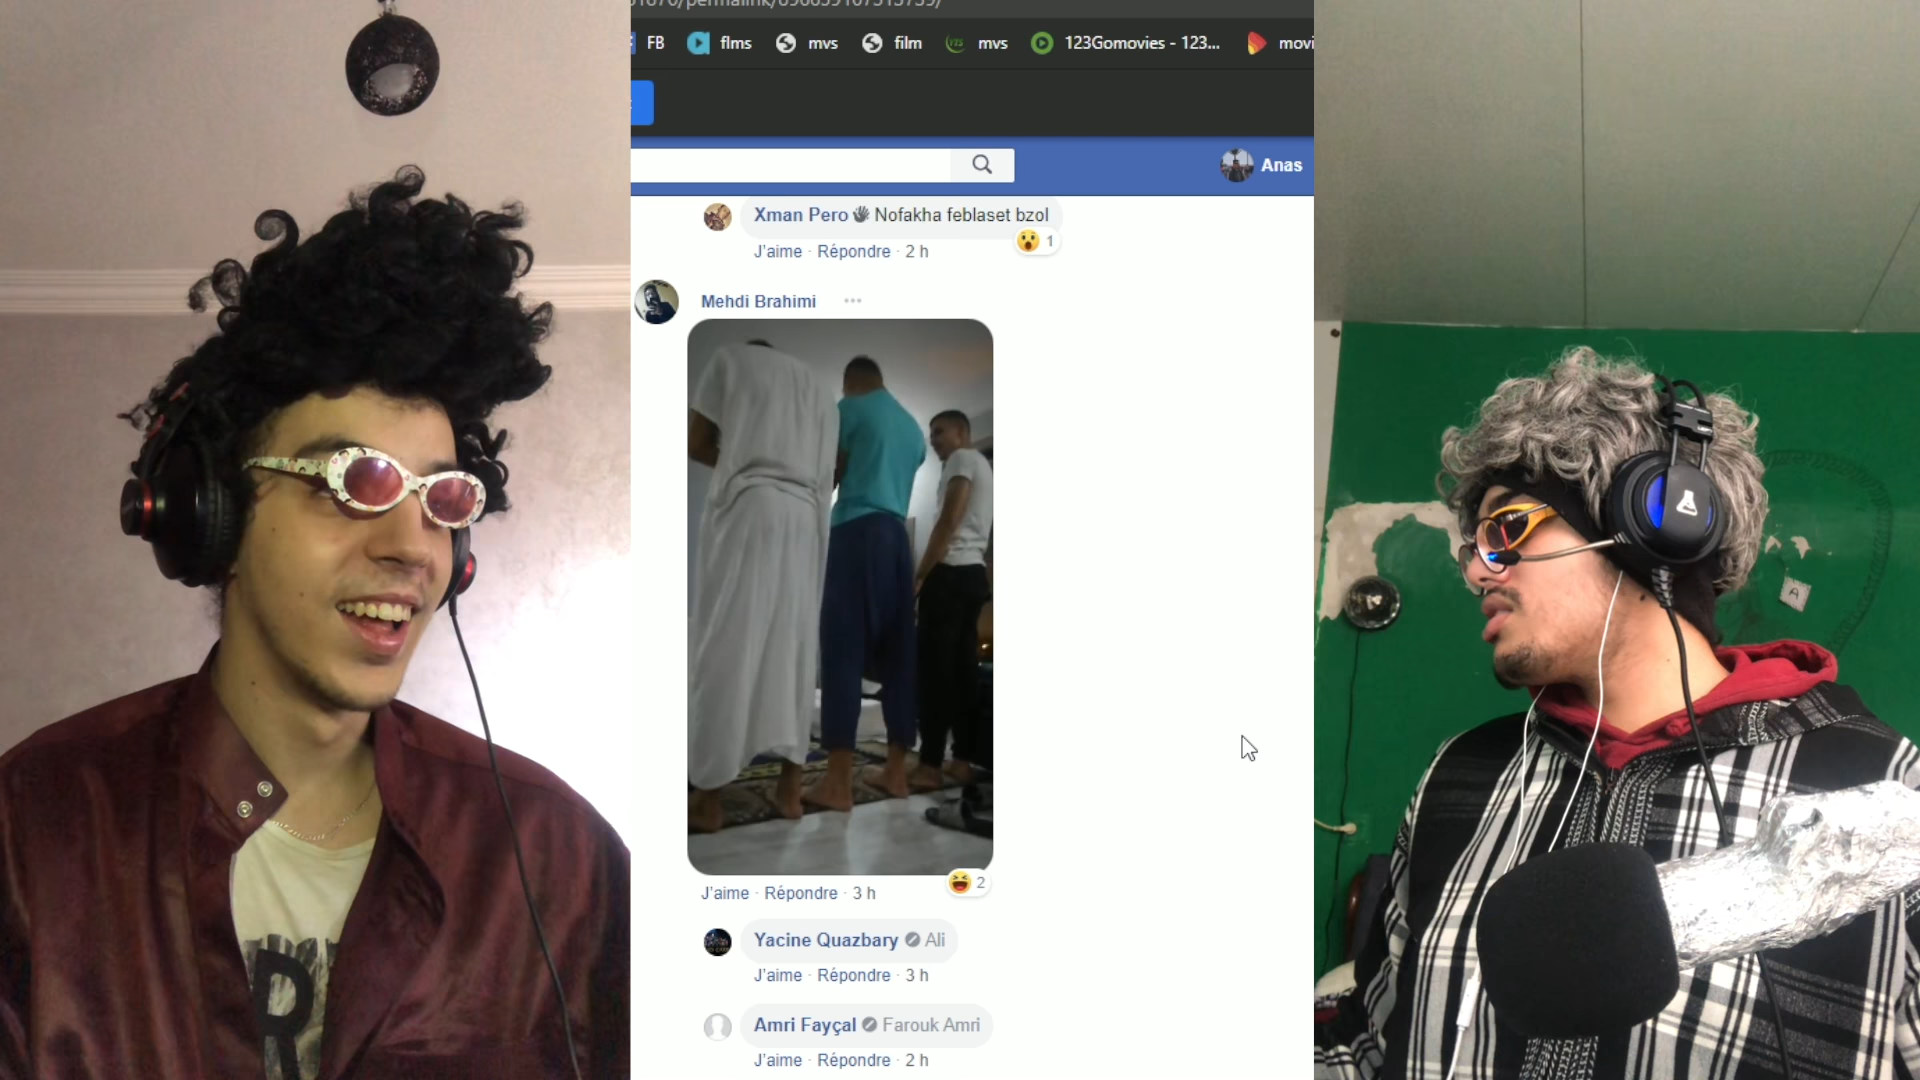 FB flms mvs film mvs 123Gomovies - 123... movi
Anas
Xman Pero Nofakha feblaset bzol
1
J'aime · Répondre · 2 h
Mehdi Brahimi ...
J'aime · Répondre · 3 h
2
Yacine Quazbary Ali
J'aime · Répondre · 3 h
Amri Fayçal Farouk Amri
J'aime · Répondre · 2 h
A
R